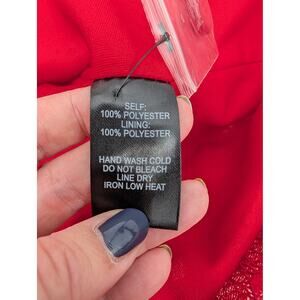 SELF:
100% POLYESTER
LINING:
100% POLYESTER
HAND WASH COLD
DO NOT BLEACH
LINE DRY
IRON LOW HEAT